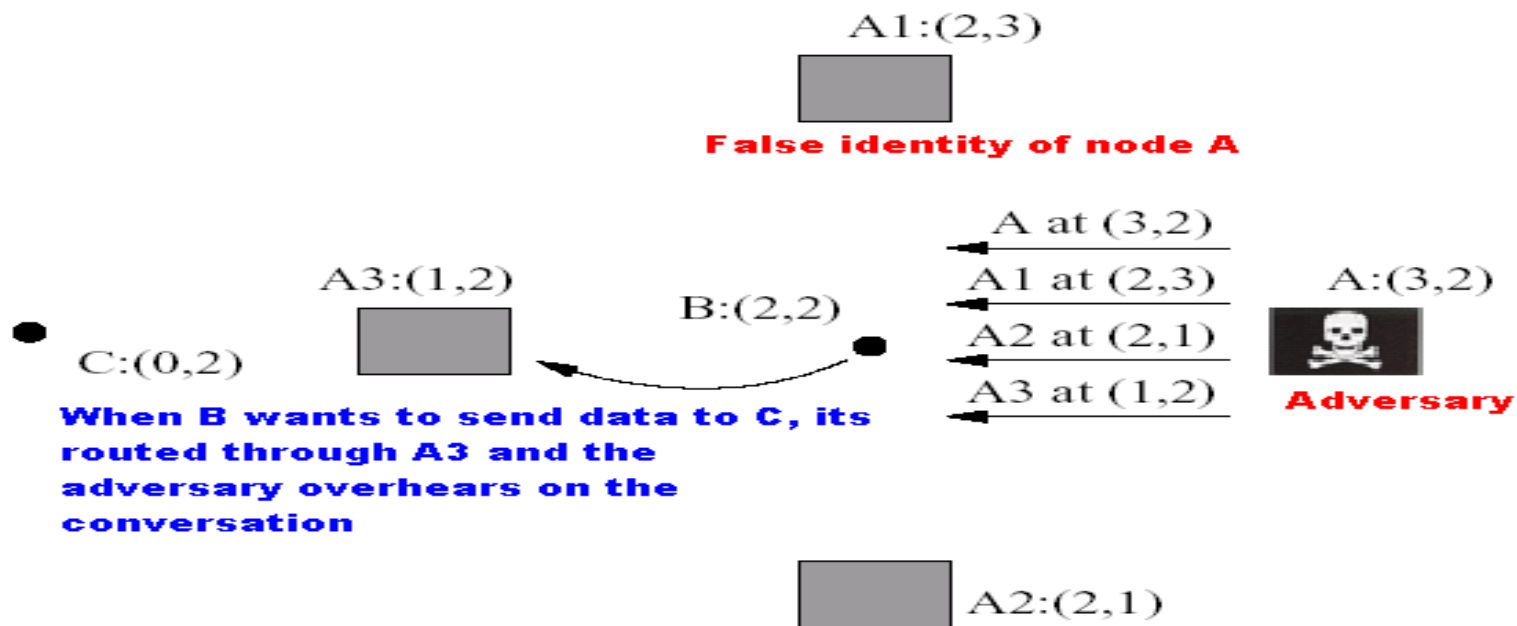 A1:(2,3)
False identity of node A
A at (3,2)
A3:(1,2)
A1 at (2,3)
A:(3,2)
B:(2,2)
A2 at (2,1)
C:(0,2)
A3 at (1,2)
Adversary
When B wants to send data to C, its
routed through A3 and the
adversary overhears on the
conversation
A2:(2,1)